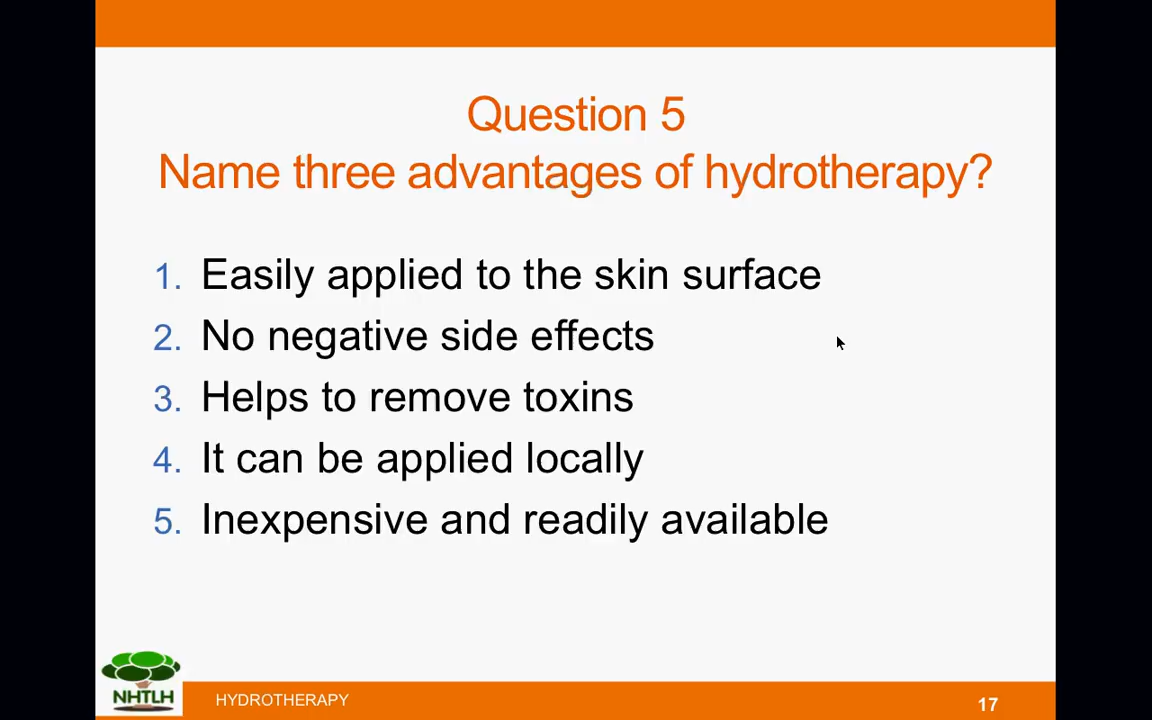 Question 5
Name three advantages of hydrotherapy?
1. Easily applied to the skin surface
2. No negative side effects
3. Helps to remove toxins
4. It can be applied locally
5. Inexpensive and readily available
NHTLH
HYDROTHERAPY
17